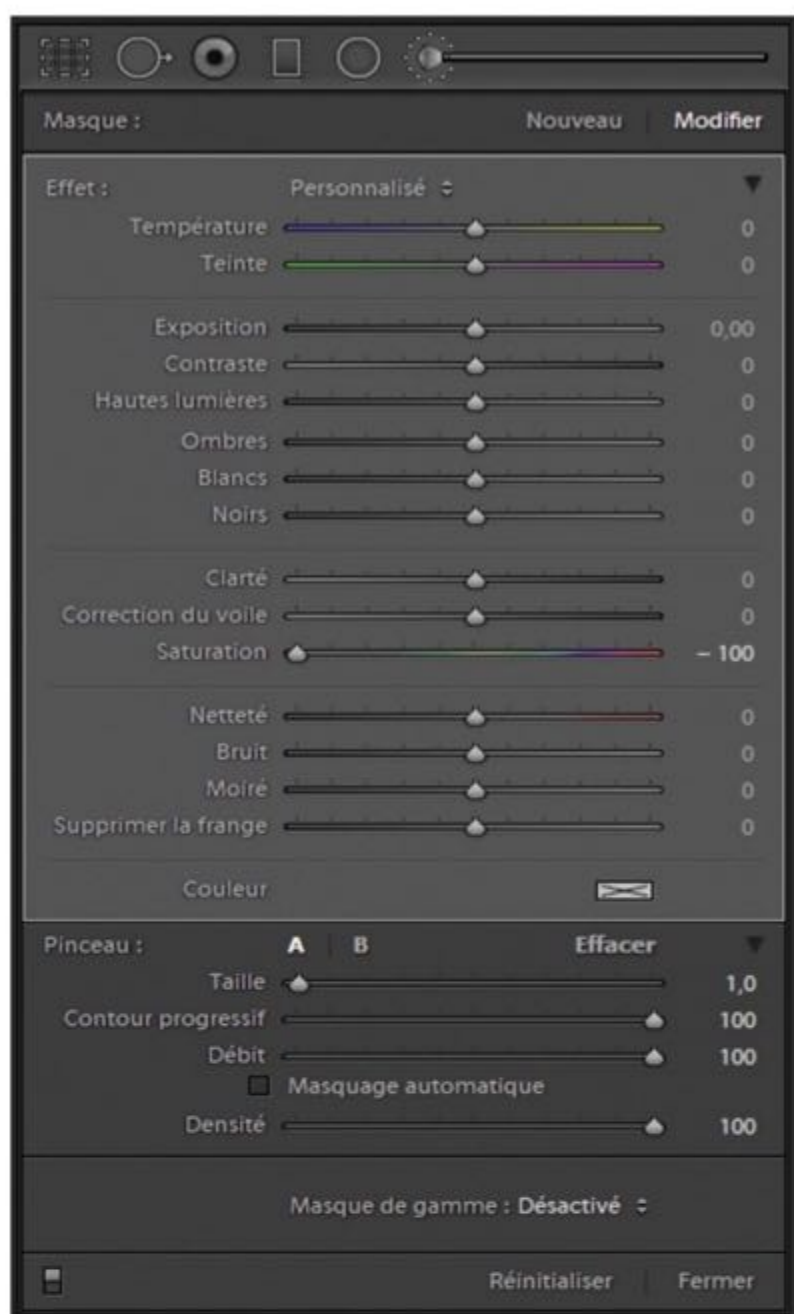 Masque : Nouveau Modifier
Effet : Personnalisé
Température 0
Teinte 0
Exposition 0,00
Contraste 0
Hautes lumières 0
Ombres 0
Blancs 0
Noirs 0
Clarté 0
Correction du voile 0
Saturation – 100
Netteté 0
Bruit 0
Moiré 0
Supprimer la frange 0
Couleur
Pinceau : A B Effacer
Taille 1,0
Contour progressif 100
Débit 100
Masquage automatique
Densité 100
Masque de gamme : Désactivé
Réinitialiser Fermer